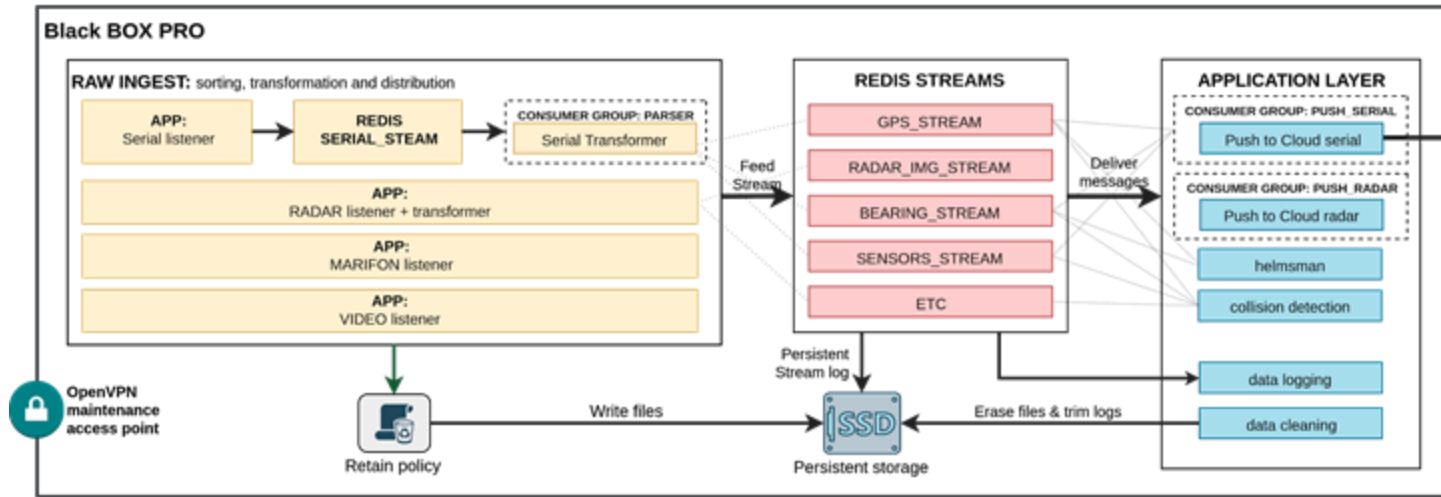 Black BOX PRO
RAW INGEST: sorting, transformation and distribution
APP:
Serial listener
REDIS
SERIAL_STEAM
CONSUMER GROUP: PARSER
Serial Transformer
APP:
RADAR listener + transformer
APP:
MARIFON listener
APP:
VIDEO listener
Feed
Stream
REDIS STREAMS
GPS_STREAM
RADAR_IMG_STREAM
BEARING_STREAM
SENSORS_STREAM
ETC
Deliver
messages
APPLICATION LAYER
CONSUMER GROUP: PUSH_SERIAL
Push to Cloud serial
CONSUMER GROUP: PUSH_RADAR
Push to Cloud radar
helmsman
collision detection
data logging
data cleaning
OpenVPN
maintenance
access point
Retain policy
Write files
Persistent
Stream log
SSD
Persistent storage
Erase files & trim logs